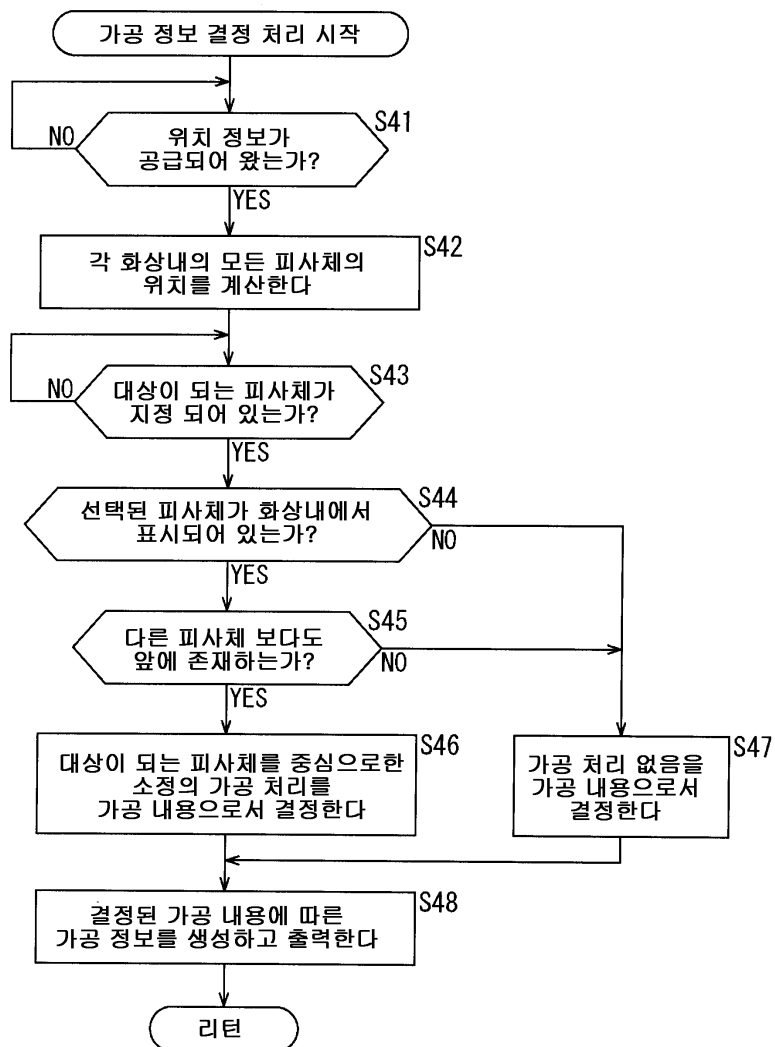 가공 정보 결정 처리 시작
S41
NO
위치 정보가
공급되어 왔는가?
YES
S42
각 화상내의 모든 피사체의
위치를 계산한다
S43
NO
대상이 되는 피사체가
지정 되어 있는가?
YES
S44
선택된 피사체가 화상내에서
표시되어 있는가?
NO
YES
S45
다른 피사체 보다도
앞에 존재하는가?
NO
YES
S46
대상이 되는 피사체를 중심으로한
소정의 가공 처리를
가공 내용으로서 결정한다
S47
가공 처리 없음을
가공 내용으로서
결정한다
S48
결정된 가공 내용에 따른
가공 정보를 생성하고 출력한다
리턴